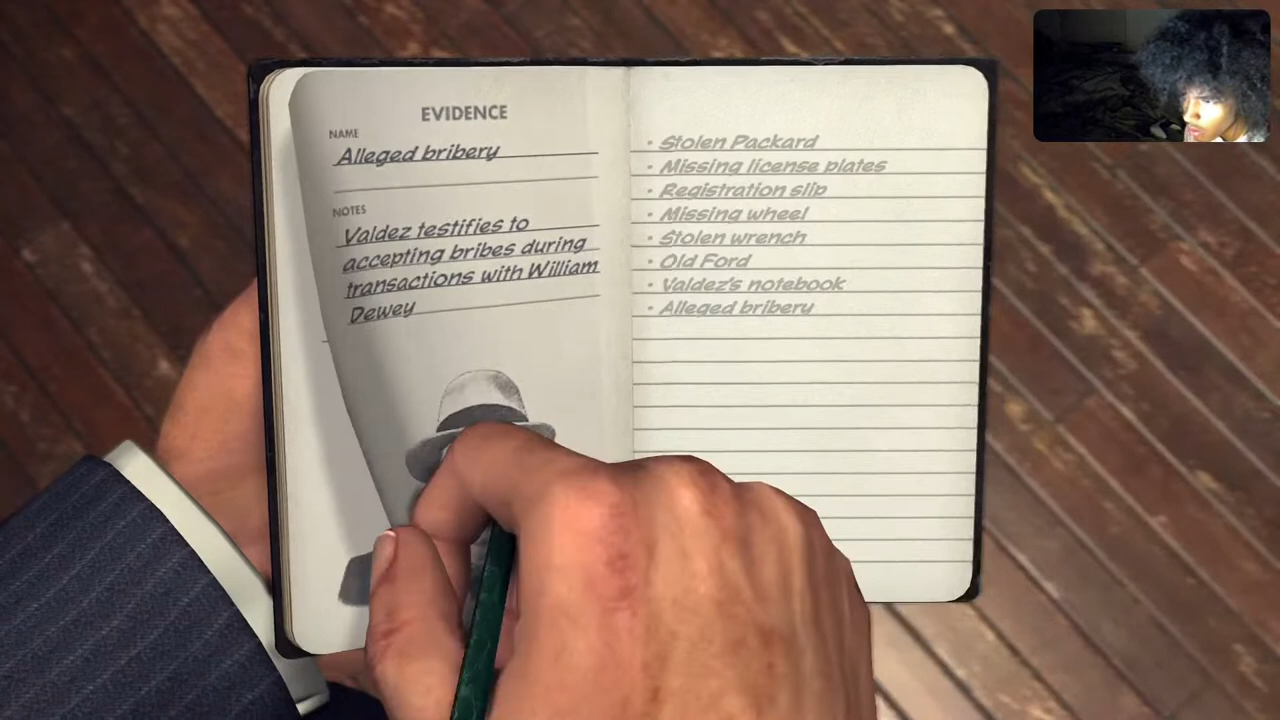 EVIDENCE
NAME
Alleged bribery
NOTES
Valdez testifies to
accepting bribes during
transactions with William
Dewey
• Stolen Packard
• Missing license plates
• Registration slip
• Missing wheel
• Stolen wrench
• Old Ford
• Valdez's notebook
• Alleged bribery